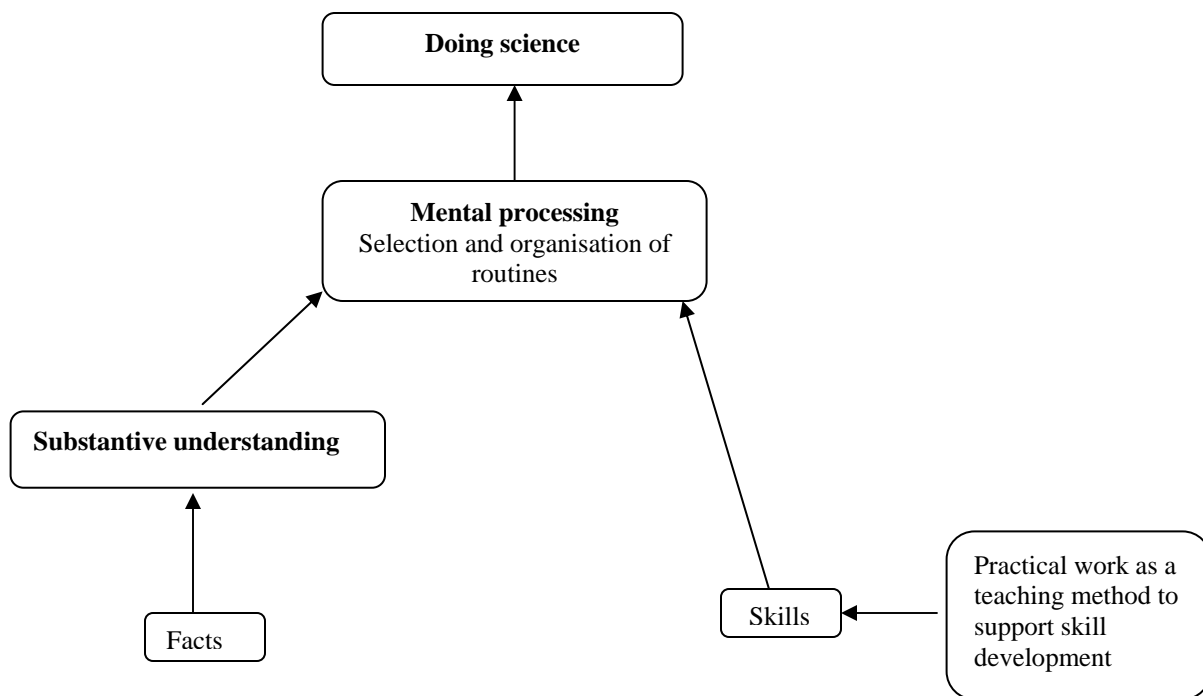 Doing science
Mental processing
Selection and organisation of
routines
Substantive understanding
Facts
Skills
Practical work as a
teaching method to
support skill
development